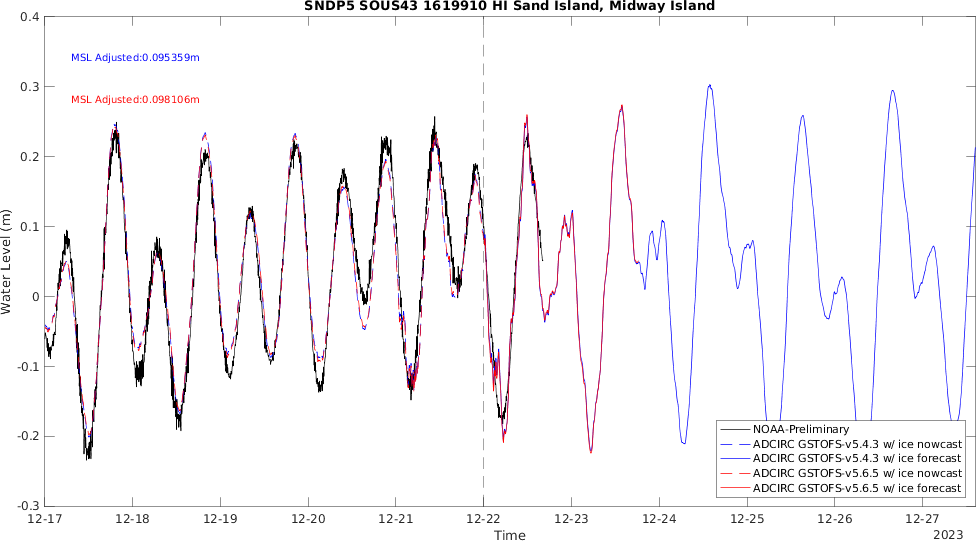 SNDP5 SOUS43 1619910 HI Sand Island, Midway Island
MSL Adjusted:0.095359m
MSL Adjusted:0.098106m
Water Level (m)
0.4
0.3
0.2
0.1
0
-0.1
-0.2
-0.3
NOAA-Preliminary
ADCIRC GSTOFS-v5.4.3 w/ ice nowcast
ADCIRC GSTOFS-v5.4.3 w/ ice forecast
ADCIRC GSTOFS-v5.6.5 w/ ice nowcast
ADCIRC GSTOFS-v5.6.5 w/ ice forecast
12-17 12-18 12-19 12-20 12-21 12-22 12-23 12-24 12-25 12-26 12-27
Time
2023